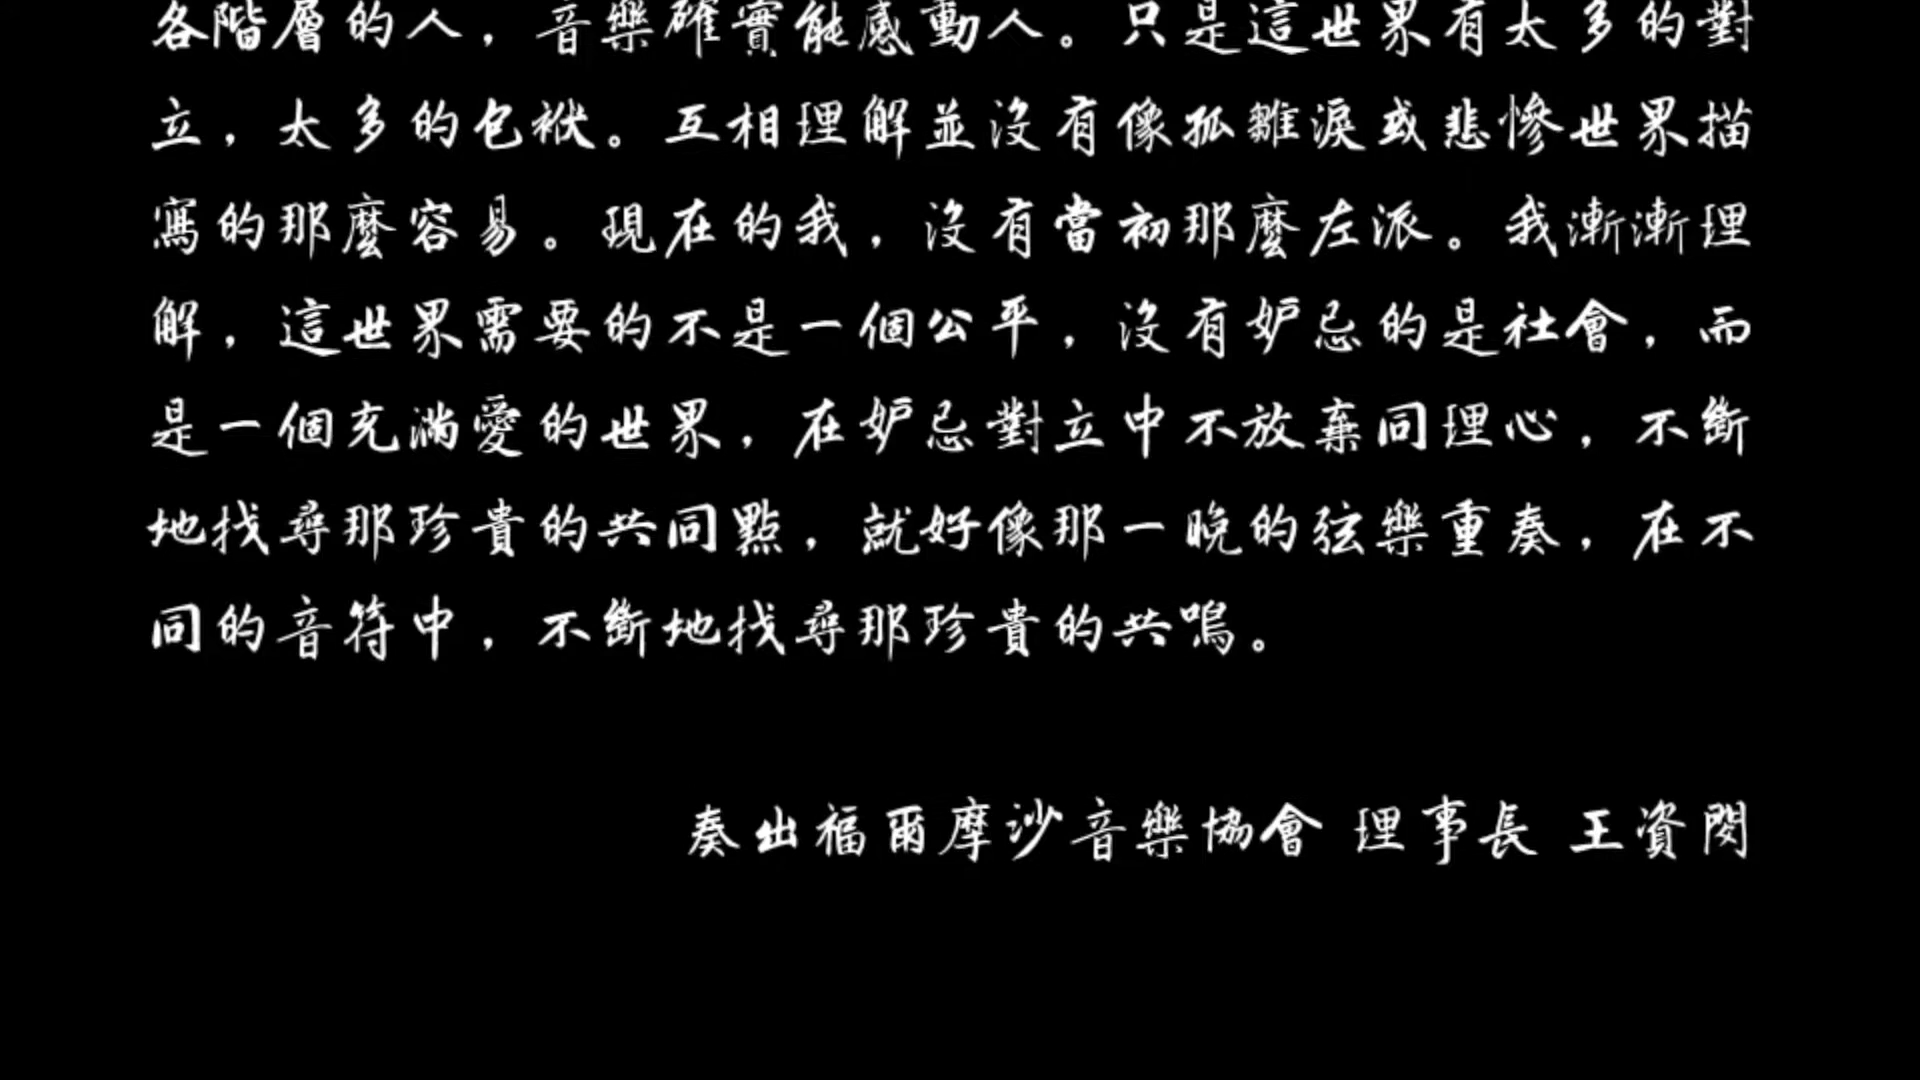 各階層的人，音樂確實能感動人。只是這世界有太多的對
立，太多的包袱。互相理解並沒有像孤雛淚或悲慘世界描
寫的那麼容易。現在的我，沒有當初那麼左派。我漸漸理
解，這世界需要的不是一個公平，沒有妒忌的是社會，而
是一個充滿愛的世界，在妒忌對立中不放棄同理心，不斷
地找尋那珍貴的共同點，就好像那一晚的弦樂重奏，在不
同的音符中，不斷地找尋那珍貴的共鳴。
奏出福爾摩沙音樂協會 理事長 王資閔